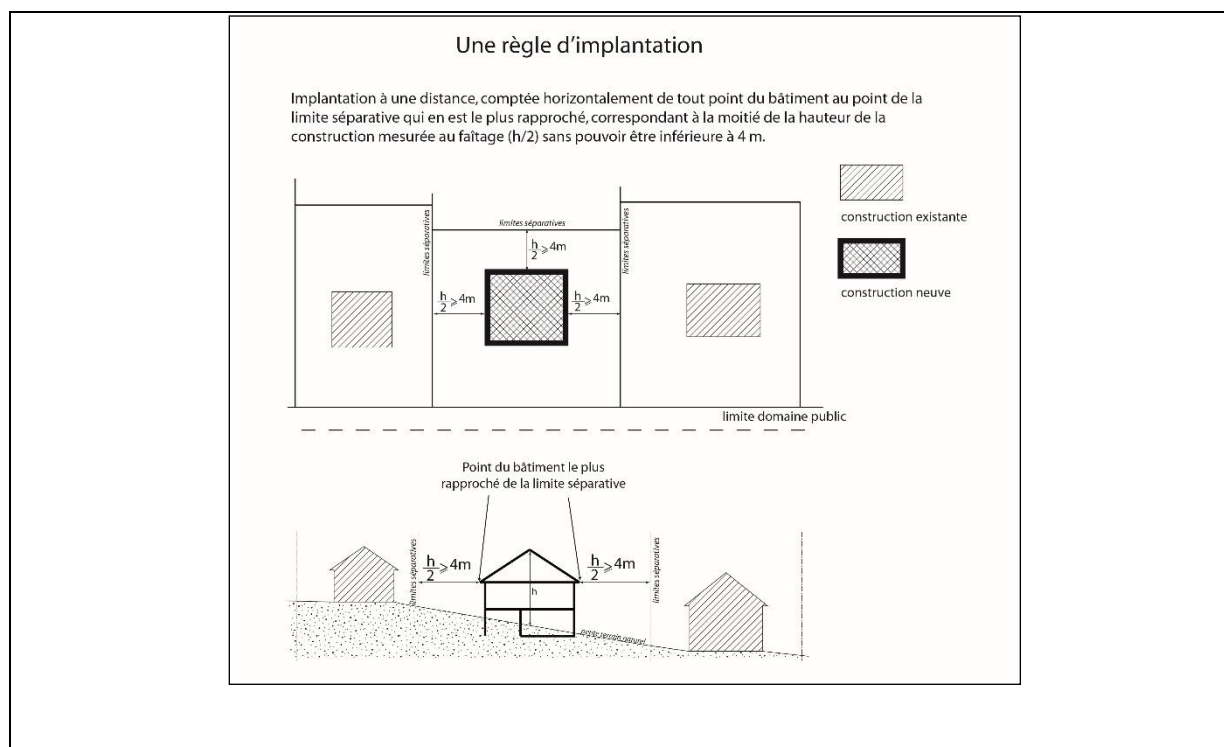 Une règle d'implantation
Implantation à une distance, comptée horizontalement de tout point du bâtiment au point de la
limite séparative qui en est le plus rapproché, correspondant à la moitié de la hauteur de la
construction mesurée au faîtage (h/2) sans pouvoir être inférieure à 4 m.
limites séparatives
limites séparatives
limites séparatives
h/2 ⩾ 4m
h/2 ⩾ 4m
h/2 ⩾ 4m
construction existante
construction neuve
limite domaine public
Point du bâtiment le plus
rapproché de la limite séparative
limites séparatives
h/2 ⩾ 4m
h
h/2 ⩾ 4m
limites séparatives
terrain naturel